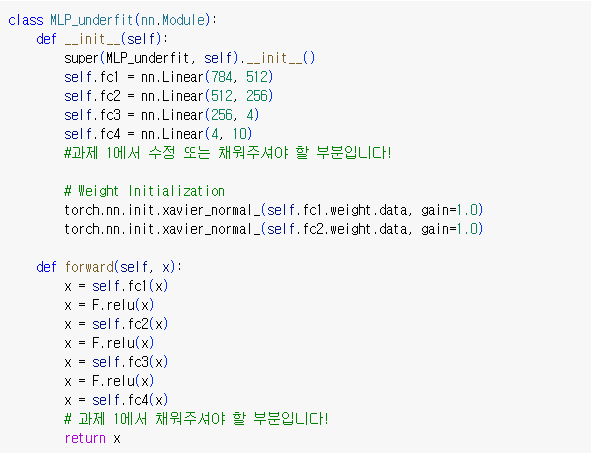 class MLP_underfit(nn.Module):
    def __init__(self):
        super(MLP_underfit, self).__init__()
        self.fc1 = nn.Linear(784, 512)
        self.fc2 = nn.Linear(512, 256)
        self.fc3 = nn.Linear(256, 4)
        self.fc4 = nn.Linear(4, 10)
        #과제 1에서 수정 또는 채워주셔야 할 부분입니다!

        # Weight Initialization
        torch.nn.init.xavier_normal_(self.fc1.weight.data, gain=1.0)
        torch.nn.init.xavier_normal_(self.fc2.weight.data, gain=1.0)

    def forward(self, x):
        x = self.fc1(x)
        x = F.relu(x)
        x = self.fc2(x)
        x = F.relu(x)
        x = self.fc3(x)
        x = F.relu(x)
        x = self.fc4(x)
        # 과제 1에서 채워주셔야 할 부분입니다!
        return x